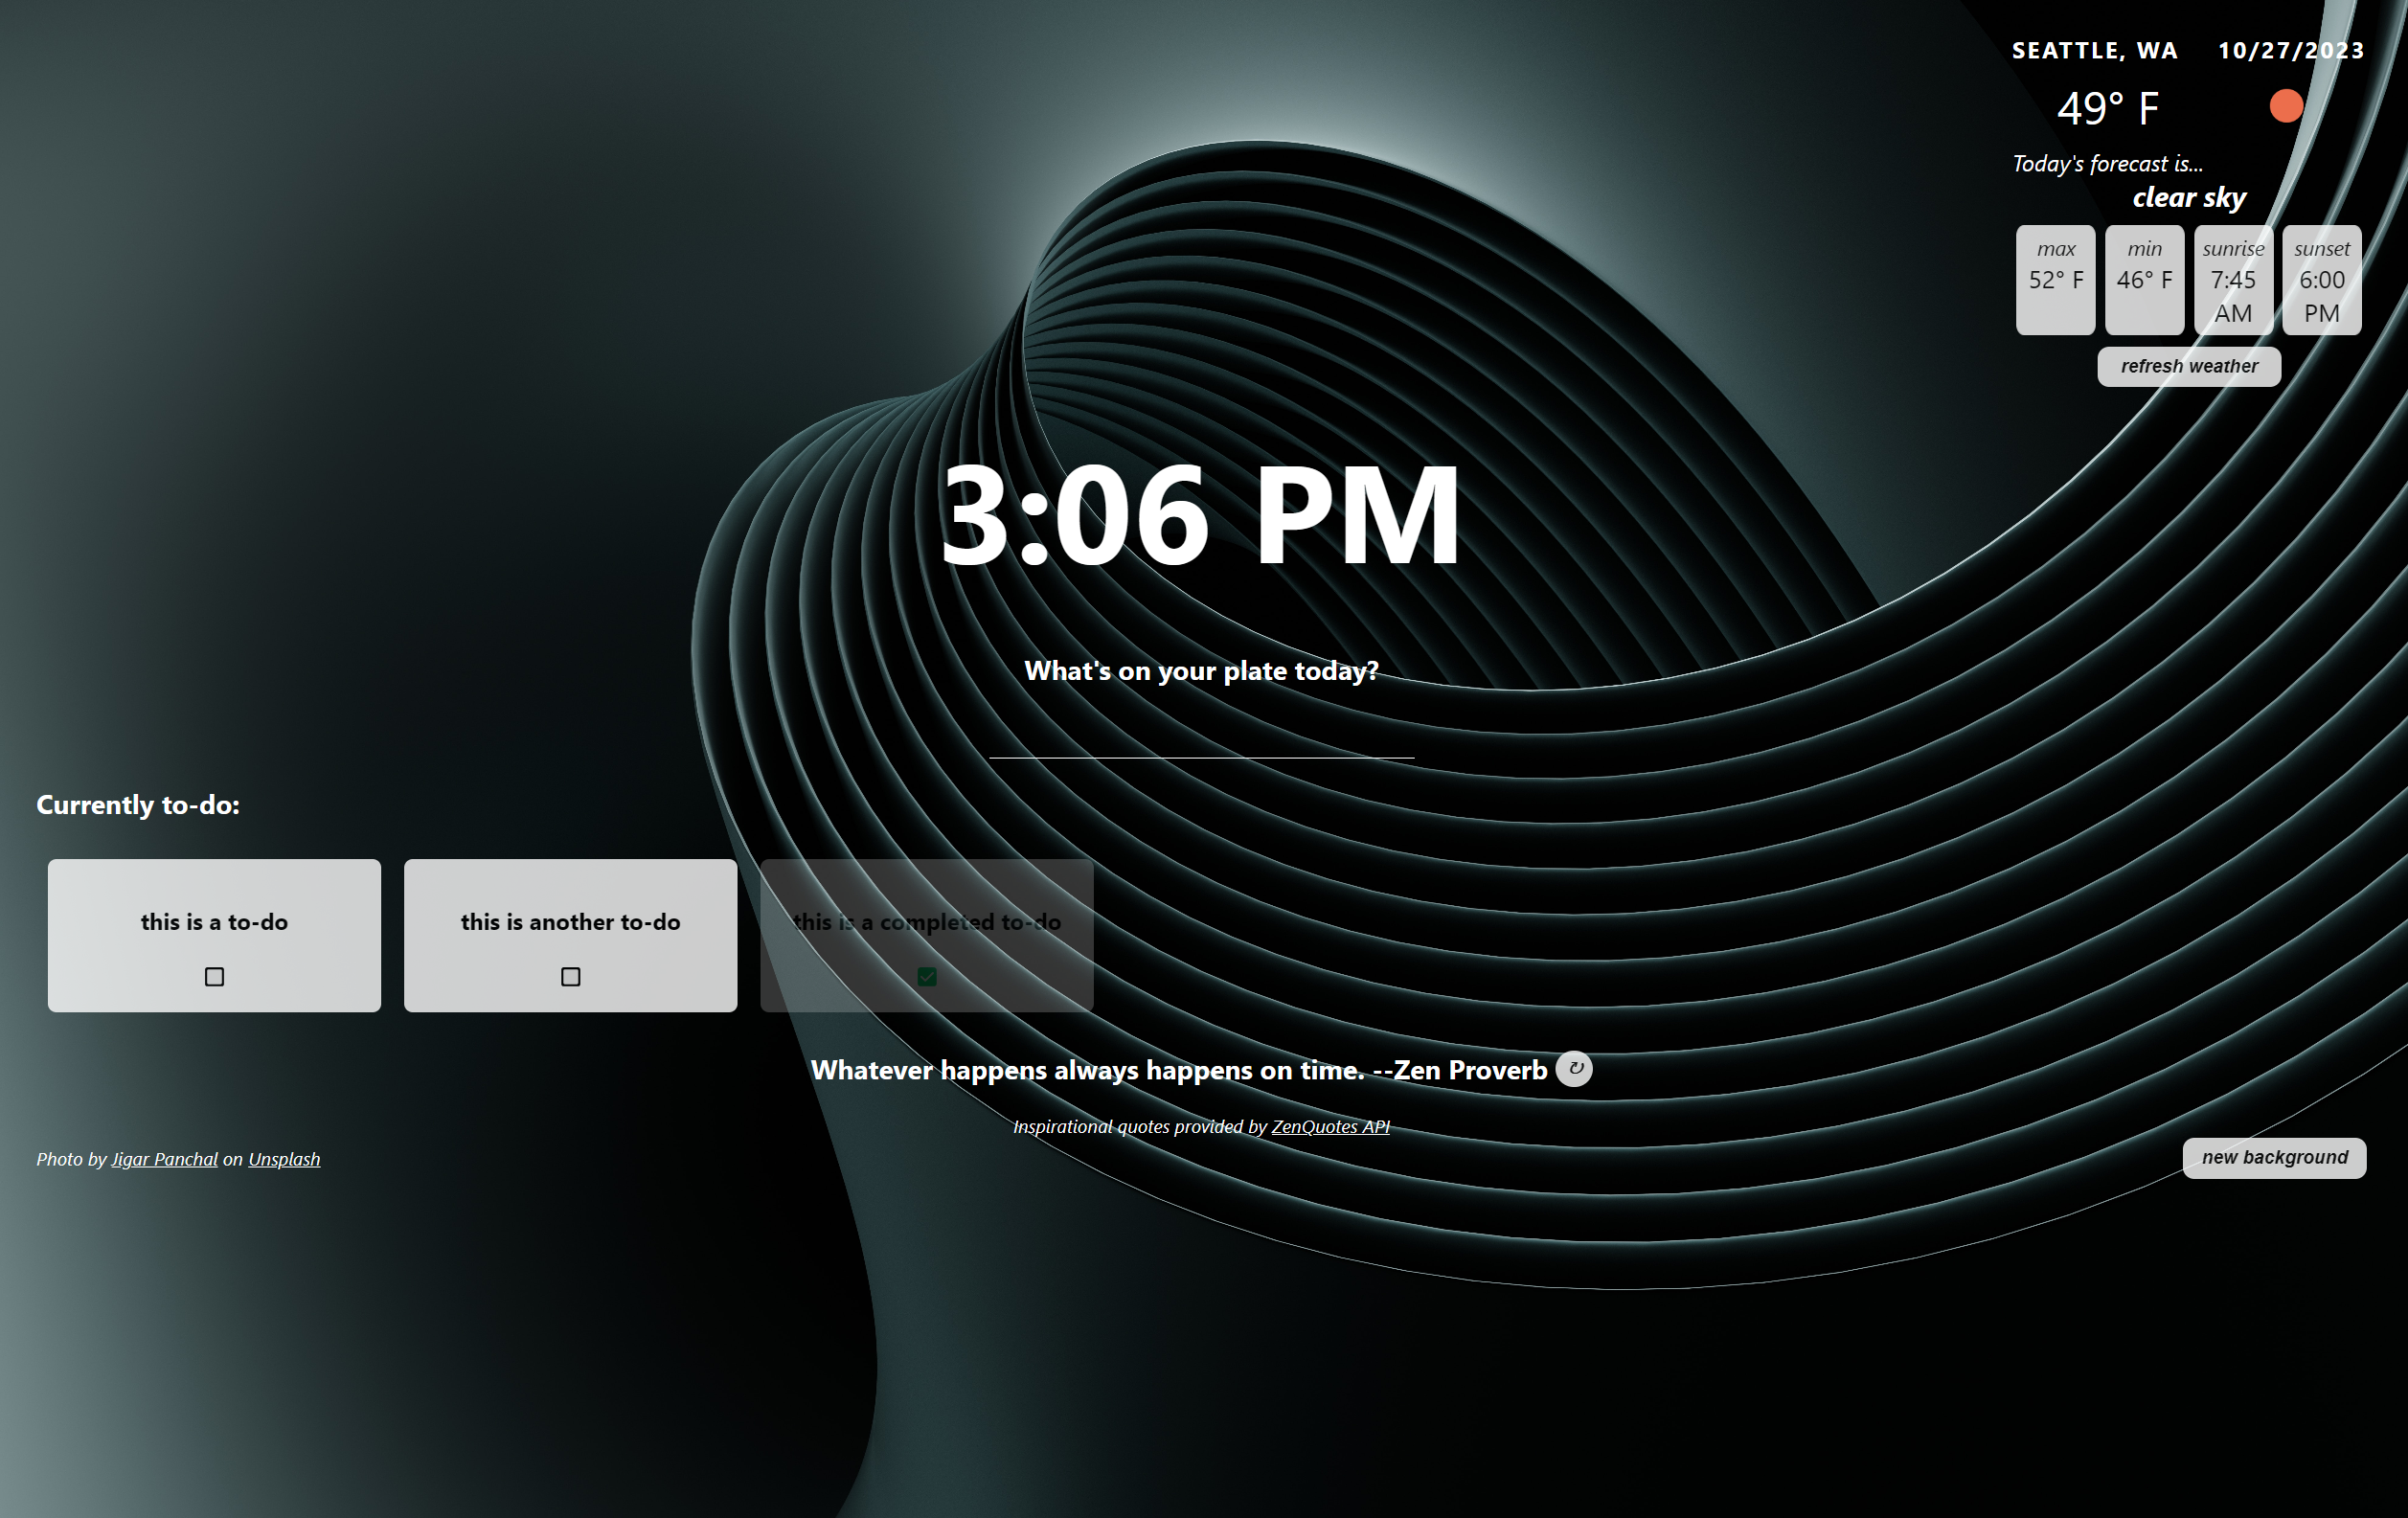 SEATTLE, WA 10/27/2023
49° F
Today's forecast is...
clear sky
max min sunrise sunset
52° F 46° F 7:45 6:00
AM PM
refresh weather
3:06 PM
What's on your plate today?
Currently to-do:
this is a to-do this is another to-do this is a completed to-do
Whatever happens always happens on time. --Zen Proverb ↻
Inspirational quotes provided by ZenQuotes API
Photo by Jigar Panchal on Unsplash
new background